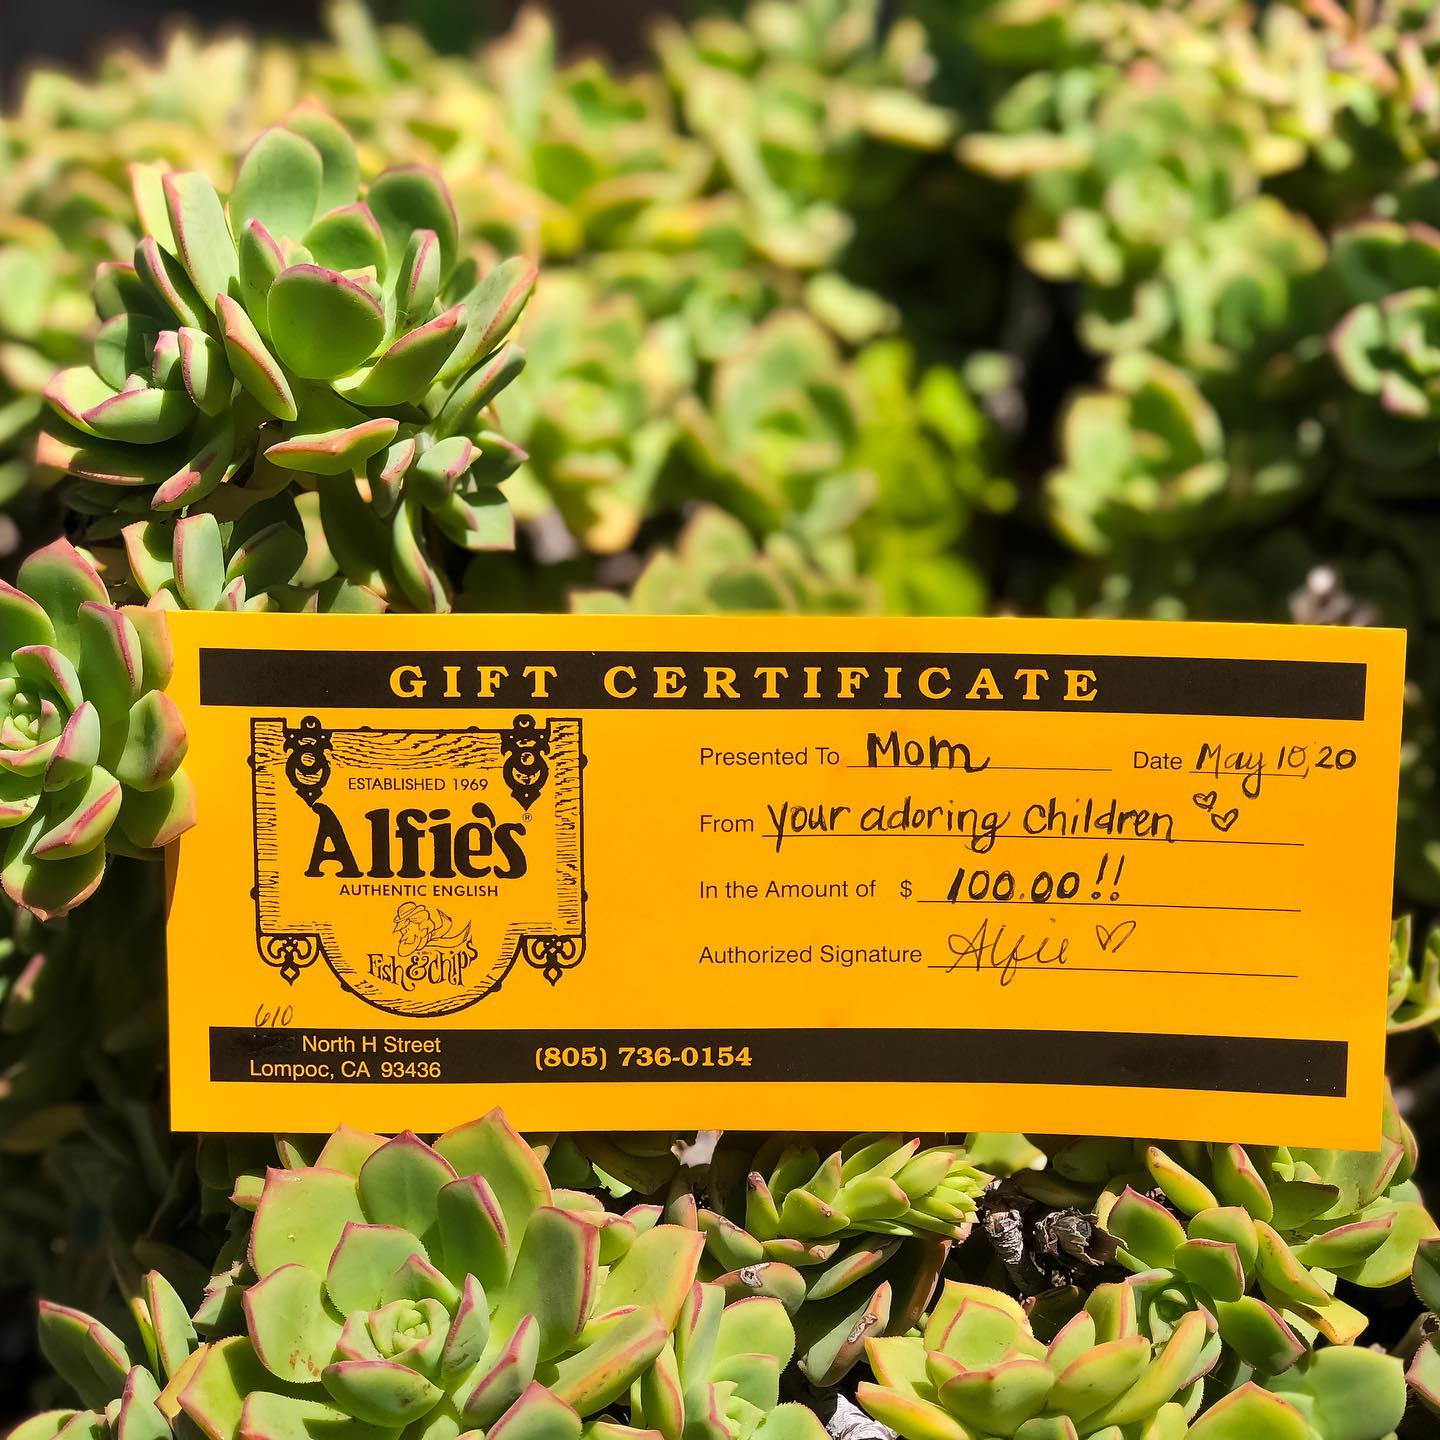 GIFT CERTIFICATE
ESTABLISHED 1969
Alfie's®
AUTHENTIC ENGLISH
Fish & Chips
Presented To Mom Date May 10, 20
From your adoring children
In the Amount of $ 100.00!!
Authorized Signature Alfie
610
North H Street
Lompoc, CA 93436
(805) 736-0154